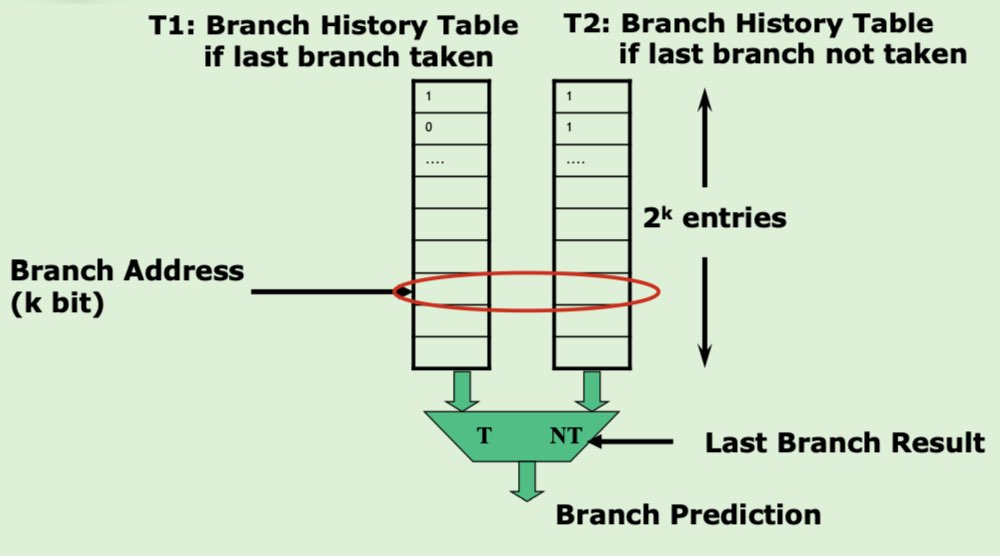 T1: Branch History Table
if last branch taken
T2: Branch History Table
if last branch not taken
1
0
....
1
1
....
2ᵏ entries
Branch Address
(k bit)
T
NT
Last Branch Result
Branch Prediction